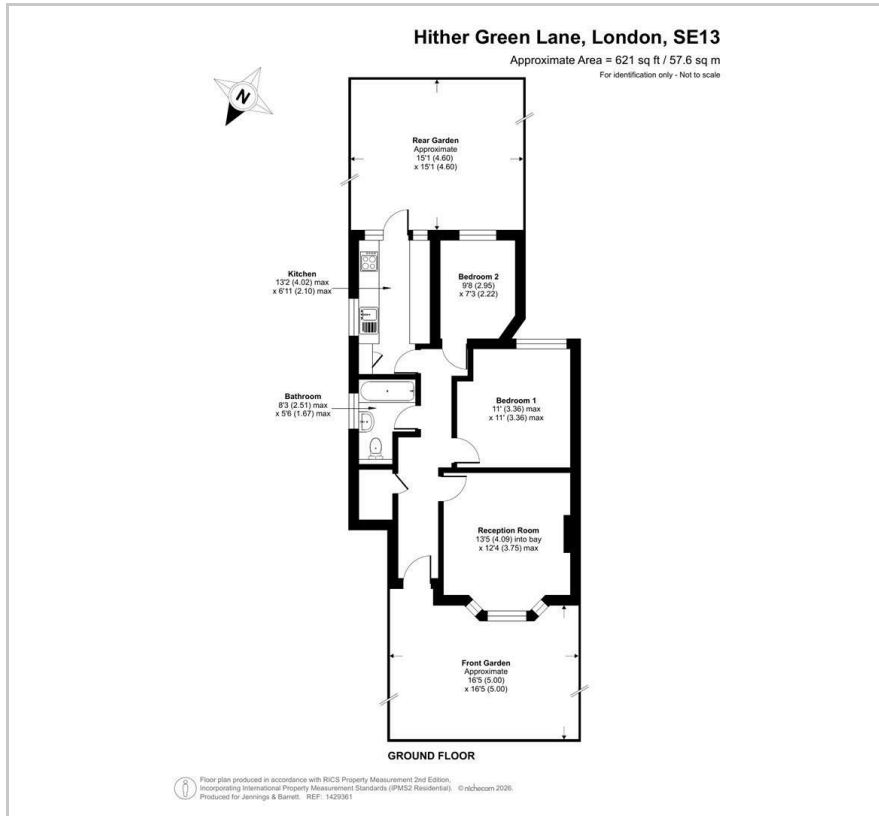 Hither Green Lane, London, SE13
Approximate Area = 621 sq ft / 57.6 sq m
For identification only - Not to scale
N
Rear Garden
Approximate
15'1 (4.60)
x 15'1 (4.60)
Kitchen
13'2 (4.02) max
x 6'11 (2.10) max
Bedroom 2
9'8 (2.95)
x 7'3 (2.22)
Bathroom
8'3 (2.51) max
x 5'6 (1.67) max
Bedroom 1
11' (3.36) max
x 11' (3.36) max
Reception Room
13'5 (4.09) into bay
x 12'4 (3.75) max
Front Garden
Approximate
16'5 (5.00)
x 16'5 (5.00)
GROUND FLOOR
Floor plan produced in accordance with RICS Property Measurement 2nd Edition,
Incorporating International Property Measurement Standards (IPMS2 Residential). © nichecom 2026.
Produced for Jennings & Barrett. REF: 1429361